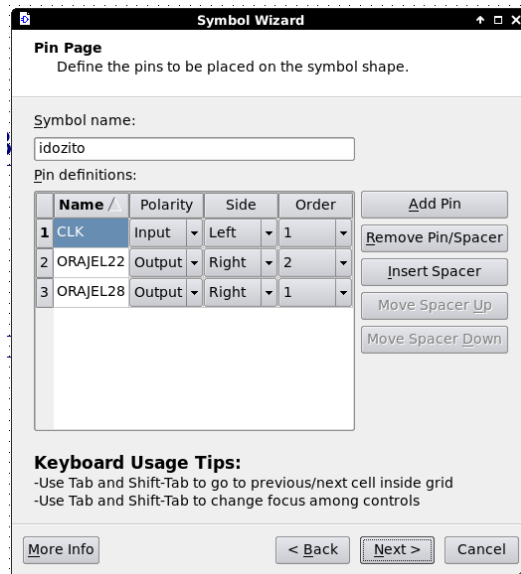 Symbol Wizard
Pin Page
Define the pins to be placed on the symbol shape.
Symbol name:
idozito
Pin definitions:
Name Polarity Side Order
1 CLK Input Left 1
2 ORAJEL22 Output Right 2
3 ORAJEL28 Output Right 1
Add Pin
Remove Pin/Spacer
Insert Spacer
Move Spacer Up
Move Spacer Down
Keyboard Usage Tips:
-Use Tab and Shift-Tab to go to previous/next cell inside grid
-Use Tab and Shift-Tab to change focus among controls
More Info < Back Next > Cancel